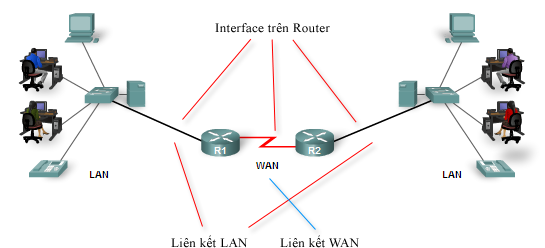 Interface trên Router
R1
R2
WAN
LAN
LAN
Liên kết LAN
Liên kết WAN